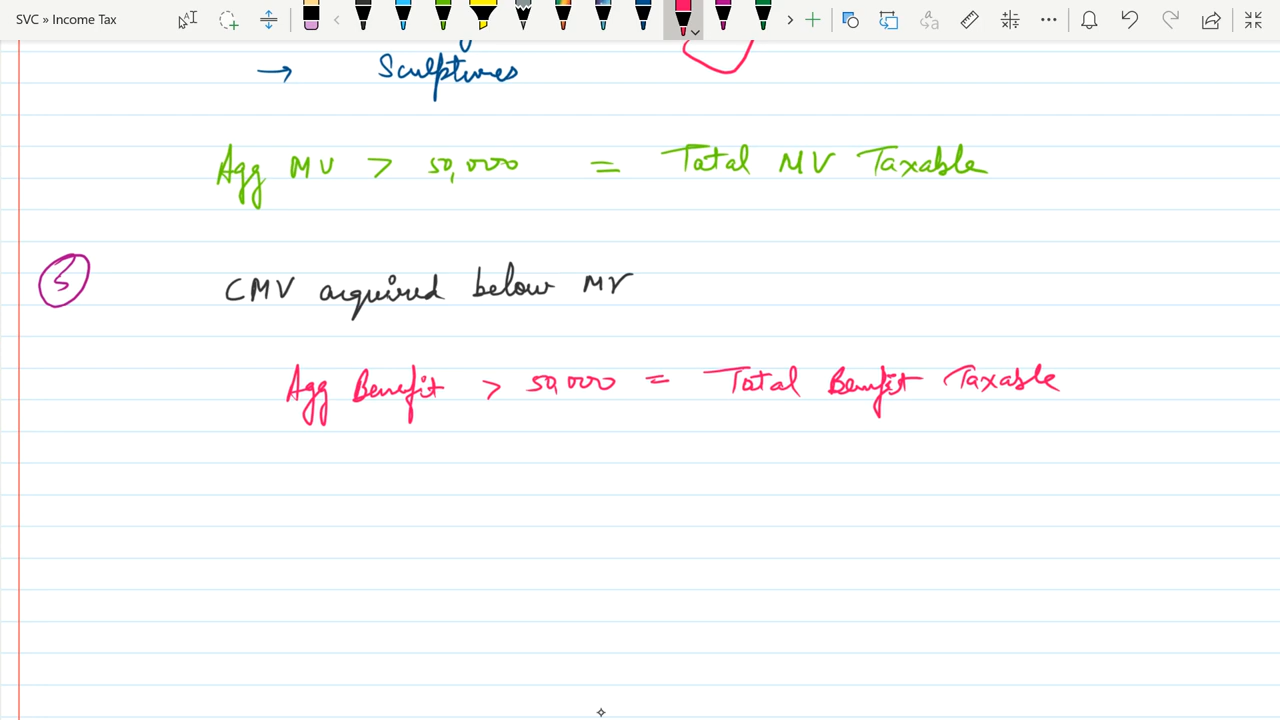 SVC » Income Tax
→ Sculptures
Agg MV > 50,000 = Total MV Taxable
5 CMV acquired below MV
Agg Benefit > 50,000 = Total Benefit Taxable